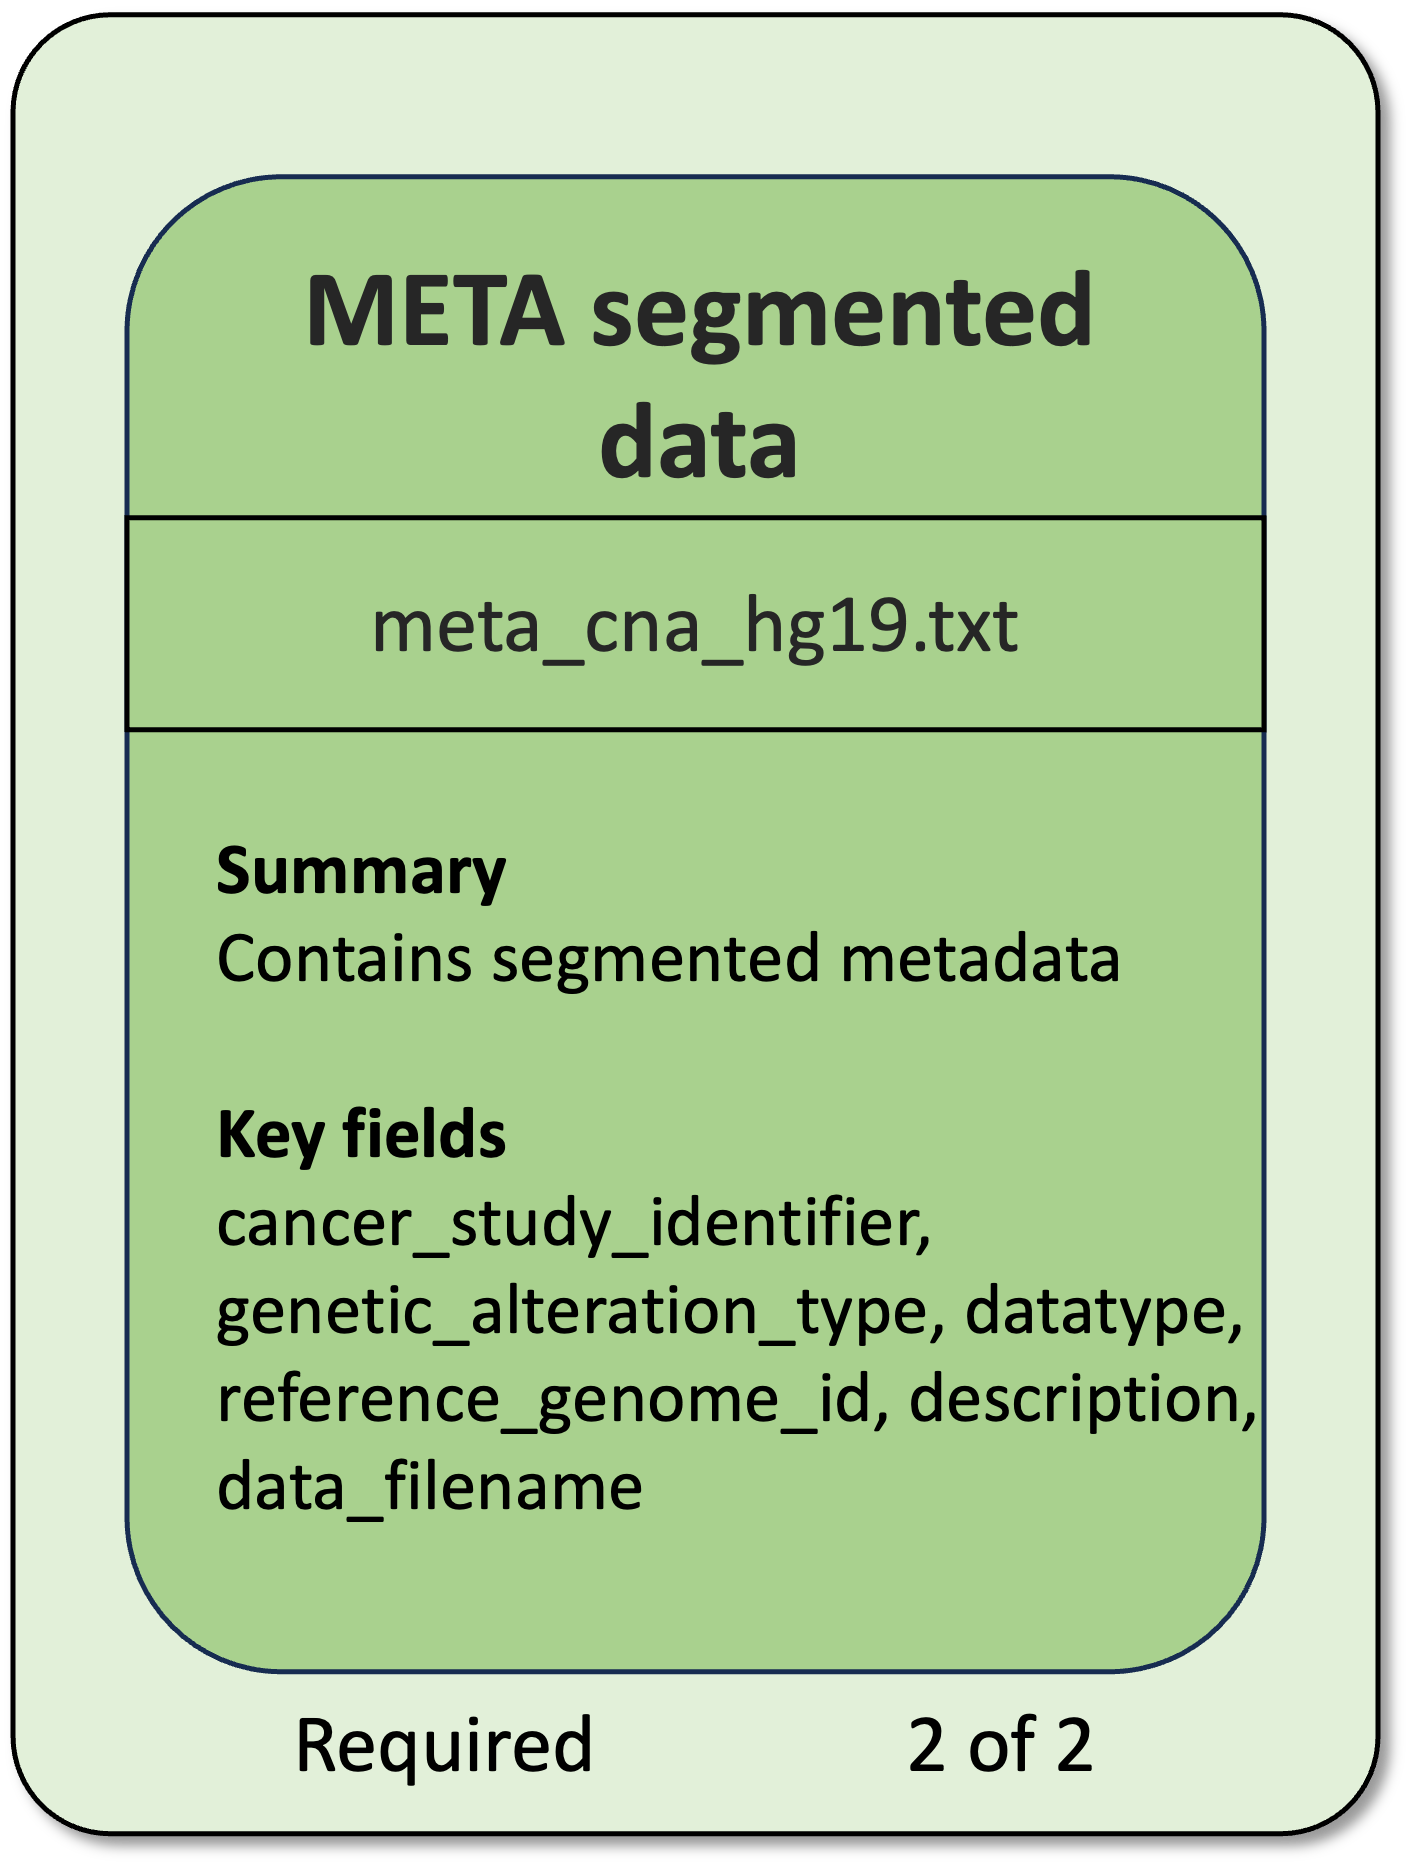 META segmented
data
meta_cna_hg19.txt
Summary
Contains segmented metadata
Key fields
cancer_study_identifier,
genetic_alteration_type, datatype,
reference_genome_id, description,
data_filename
Required 2 of 2